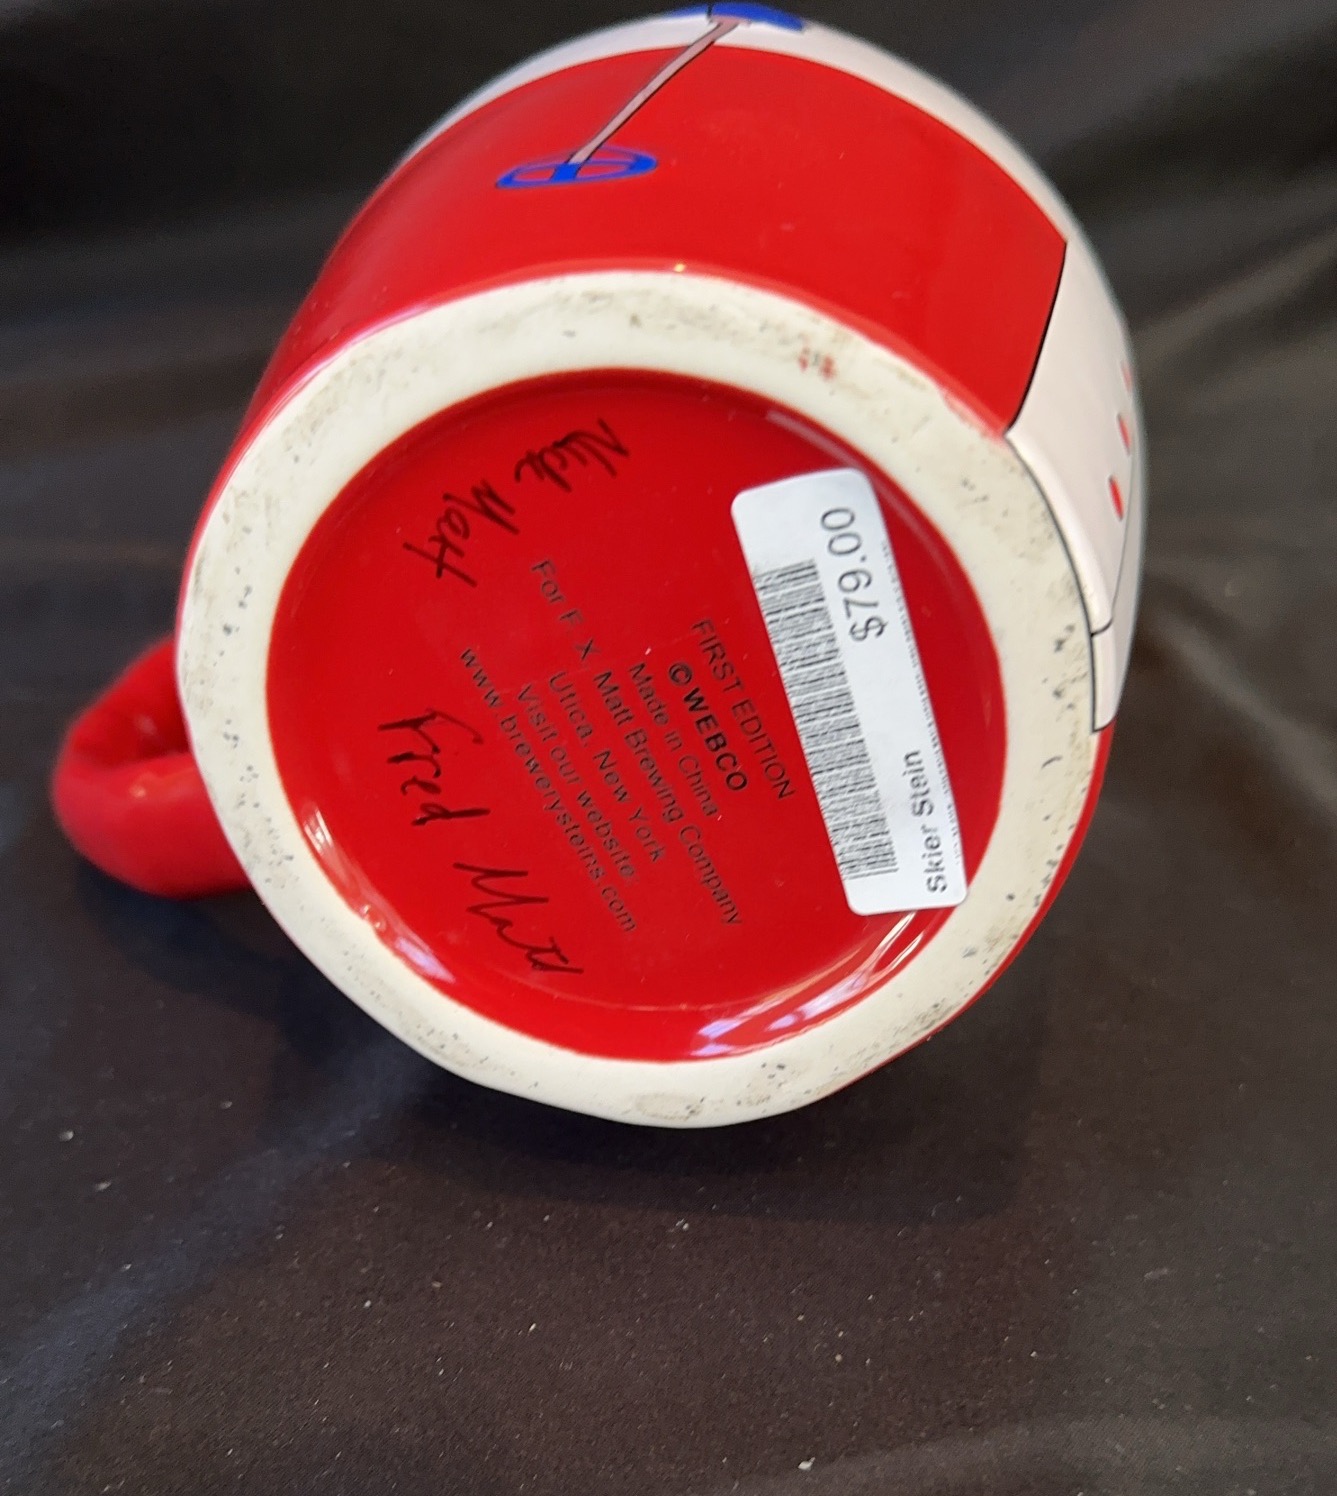 Nick Matt
FIRST EDITION
©WEBCO
Made in China
For F. X. Matt Brewing Company
Utica, New York
Visit our website
www.brewerysteins.com
Fred Matt
$79.00
Skier Stein